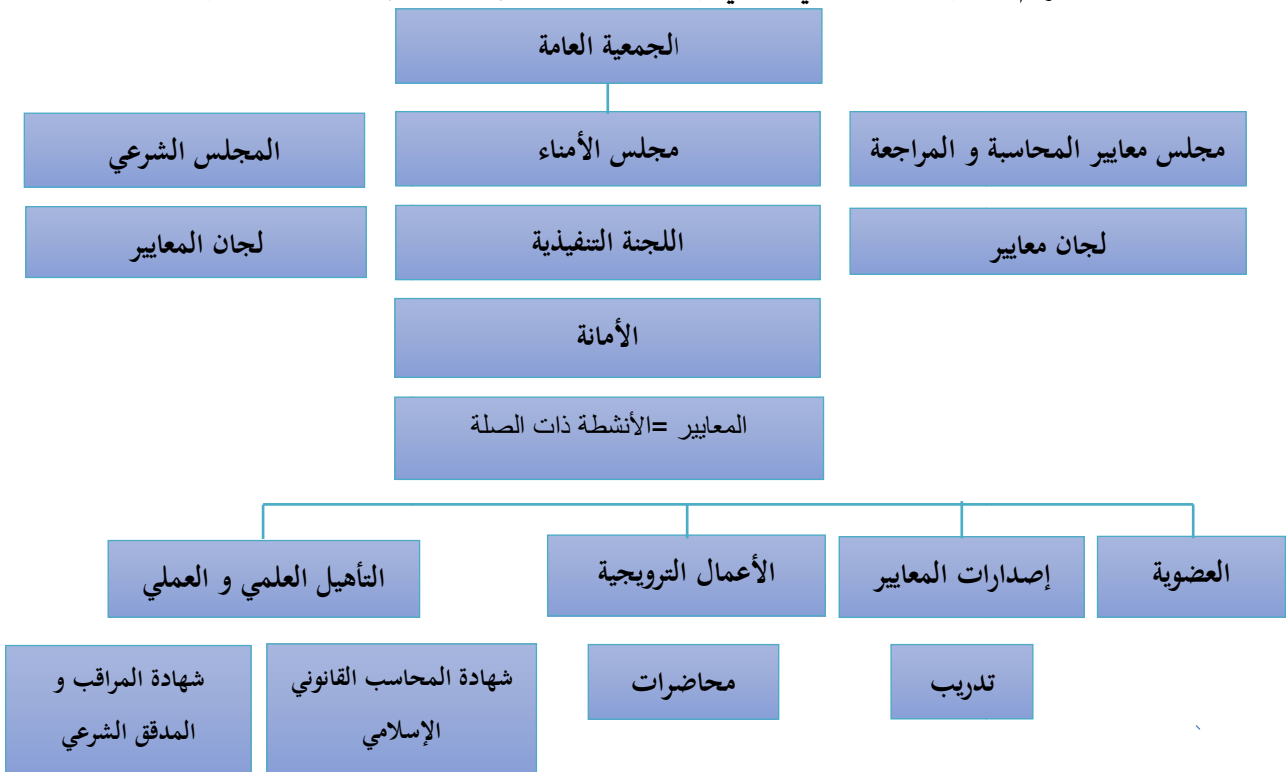 الجمعية العامة
مجلس معايير المحاسبة و المراجعة
مجلس الأمناء
المجلس الشرعي
لجان معايير
اللجنة التنفيذية
لجان المعايير
الأمانة
المعايير =الأنشطة ذات الصلة
العضوية
إصدارات المعايير
الأعمال الترويجية
التأهيل العلمي و العملي
تدريب
محاضرات
شهادة المحاسب القانوني
الإسلامي
شهادة المراقب و
المدقق الشرعي